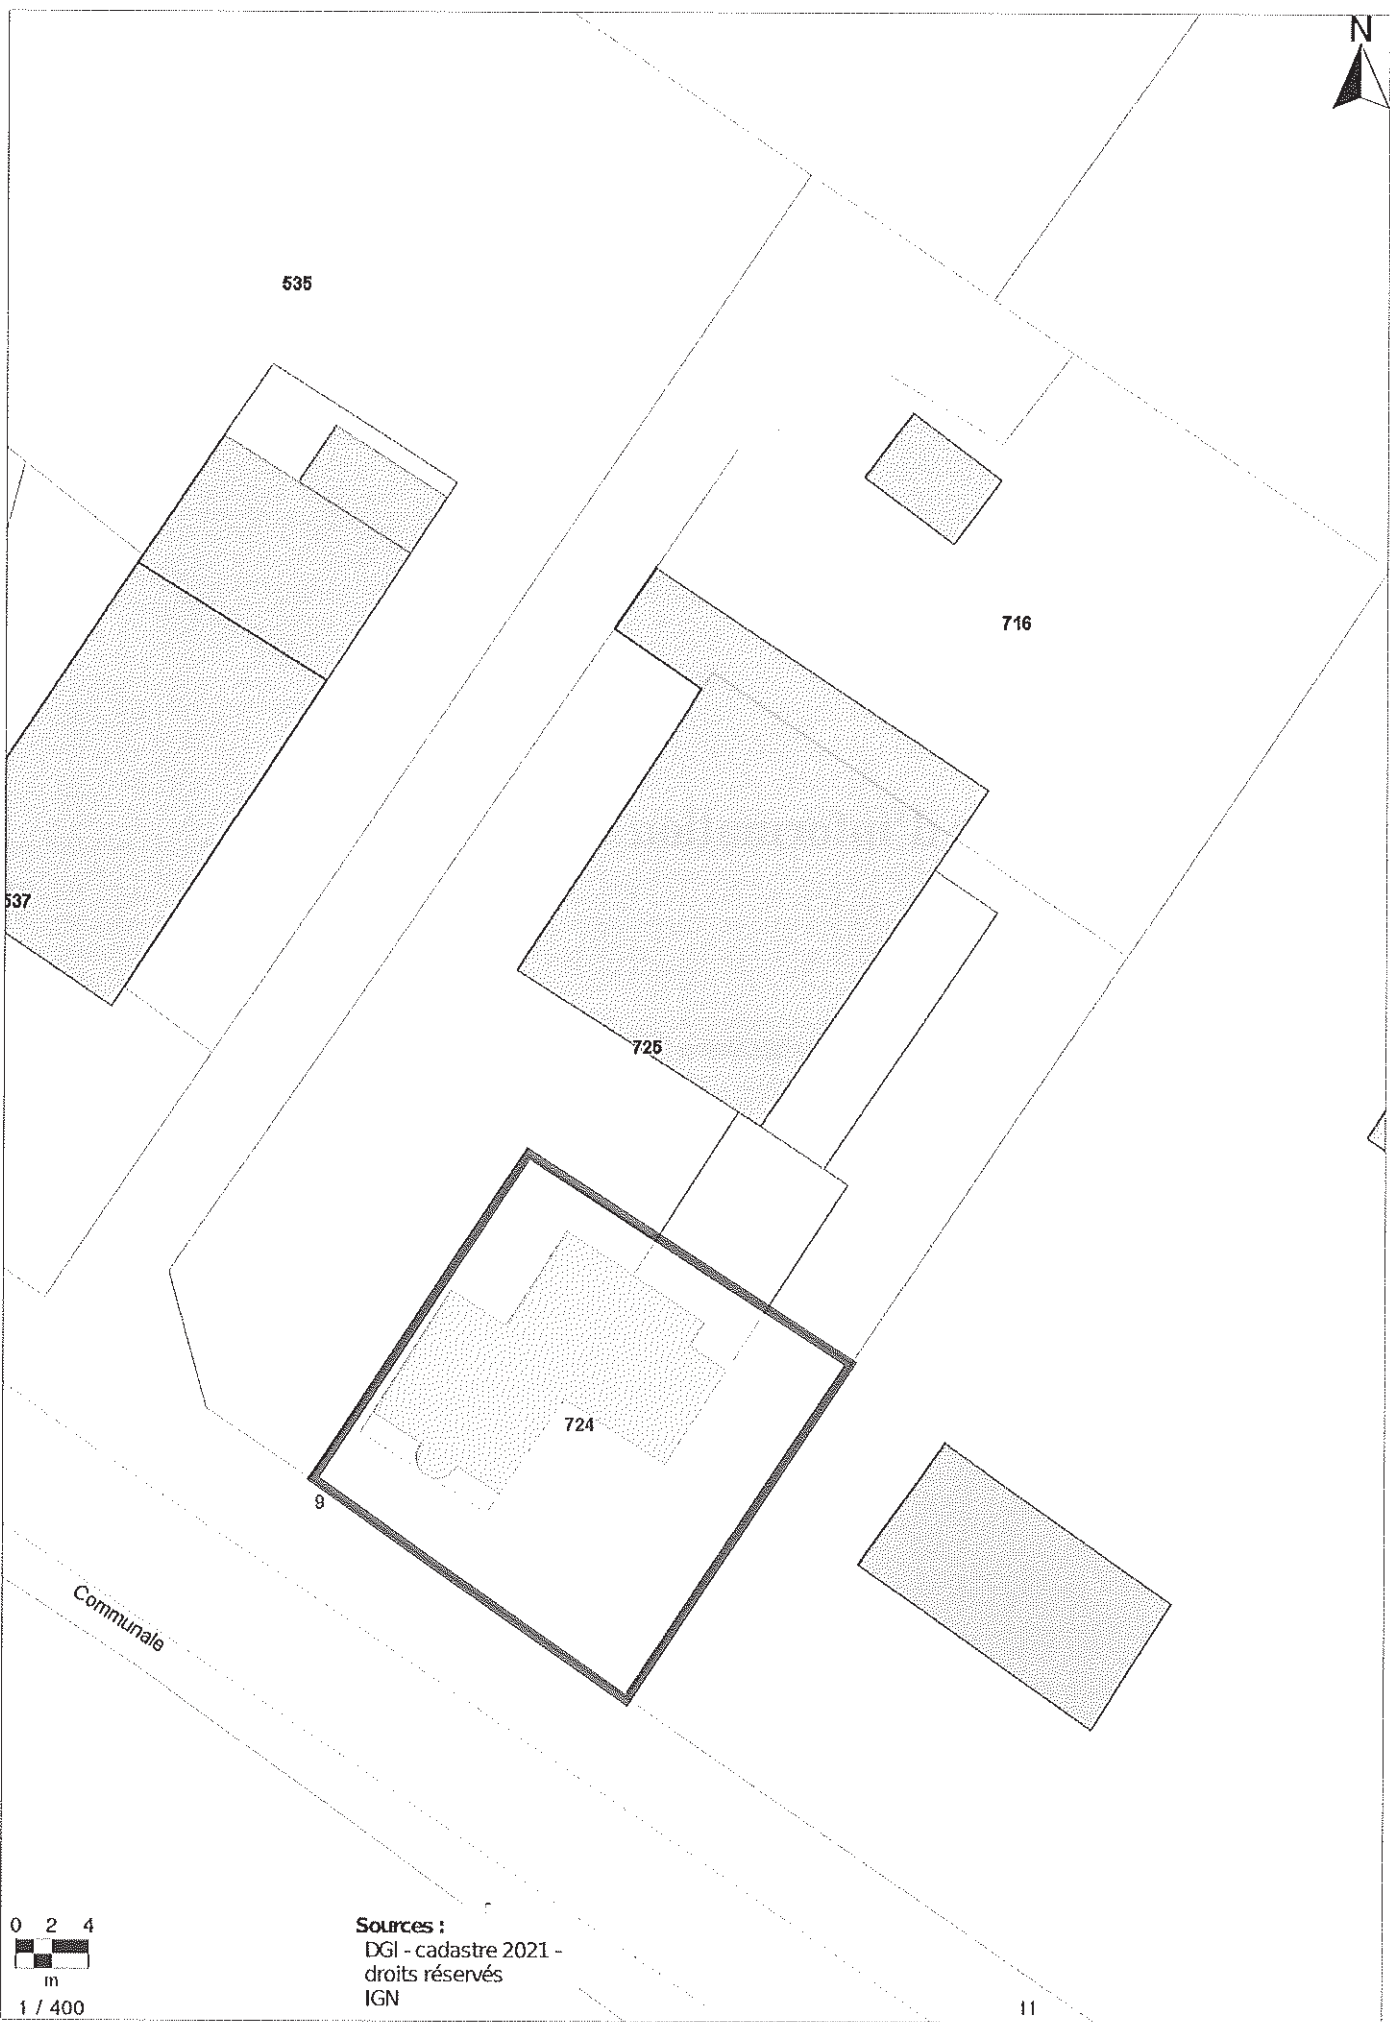 N
535
716
537
725
724
9
Communale
0 2 4
m
1 / 400
Sources :
DGI - cadastre 2021 -
droits réservés
IGN
11